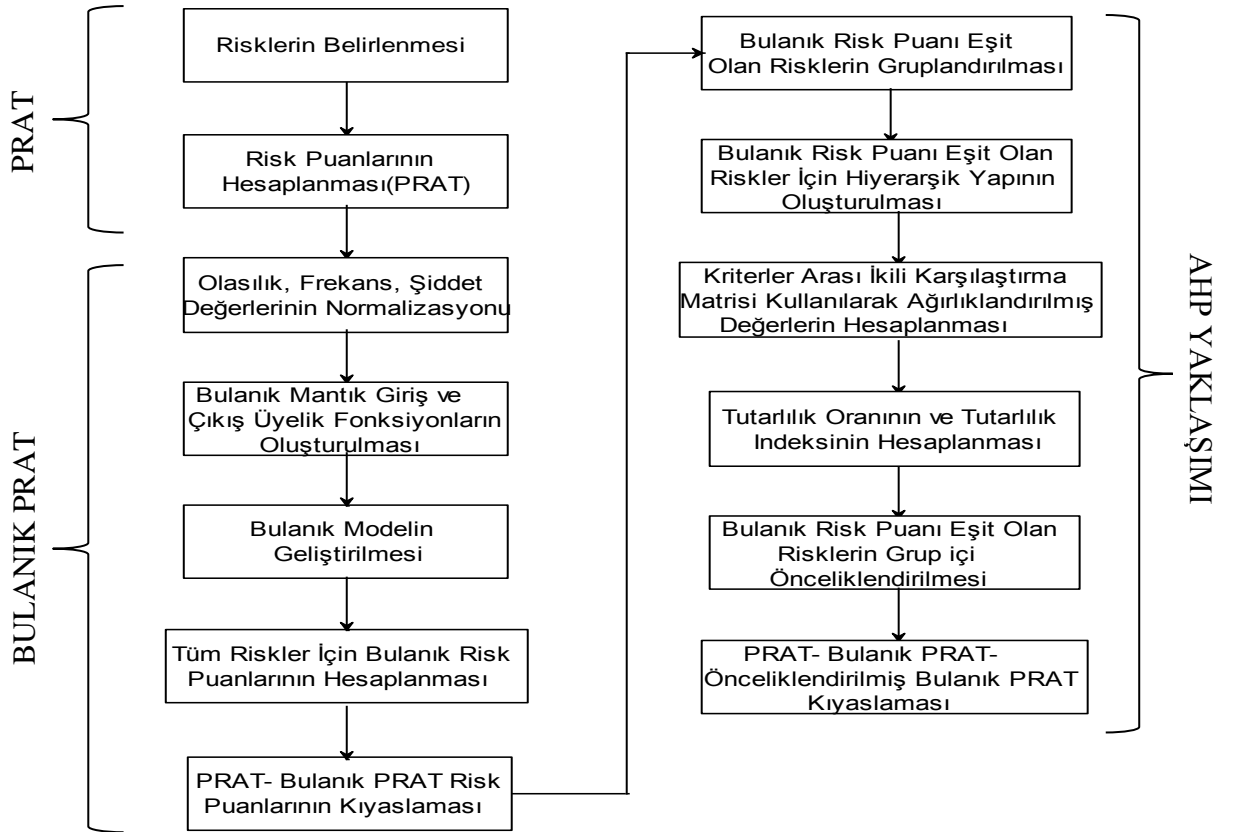 PRAT
Risklerin Belirlenmesi
Risk Puanlarının
Hesaplanması(PRAT)
BULANIK PRAT
Olasılık, Frekans, Şiddet
Değerlerinin Normalizasyonu
Bulanık Mantık Giriş ve
Çıkış Üyelik Fonksiyonların
Oluşturulması
Bulanık Modelin
Geliştirilmesi
Tüm Riskler İçin Bulanık Risk
Puanlarının Hesaplanması
PRAT- Bulanık PRAT Risk
Puanlarının Kıyaslaması
Bulanık Risk Puanı Eşit
Olan Risklerin Gruplandırılması
Bulanık Risk Puanı Eşit Olan
Riskler İçin Hiyerarşik Yapının
Oluşturulması
Kriterler Arası İkili Karşılaştırma
Matrisi Kullanılarak Ağırlıklandırılmış
Değerlerin Hesaplanması
Tutarlılık Oranının ve Tutarlılık
Indeksinin Hesaplanması
Bulanık Risk Puanı Eşit Olan
Risklerin Grup içi
Önceliklendirilmesi
PRAT- Bulanık PRAT-
Önceliklendirilmiş Bulanık PRAT
Kıyaslaması
AHP YAKLAŞIMI